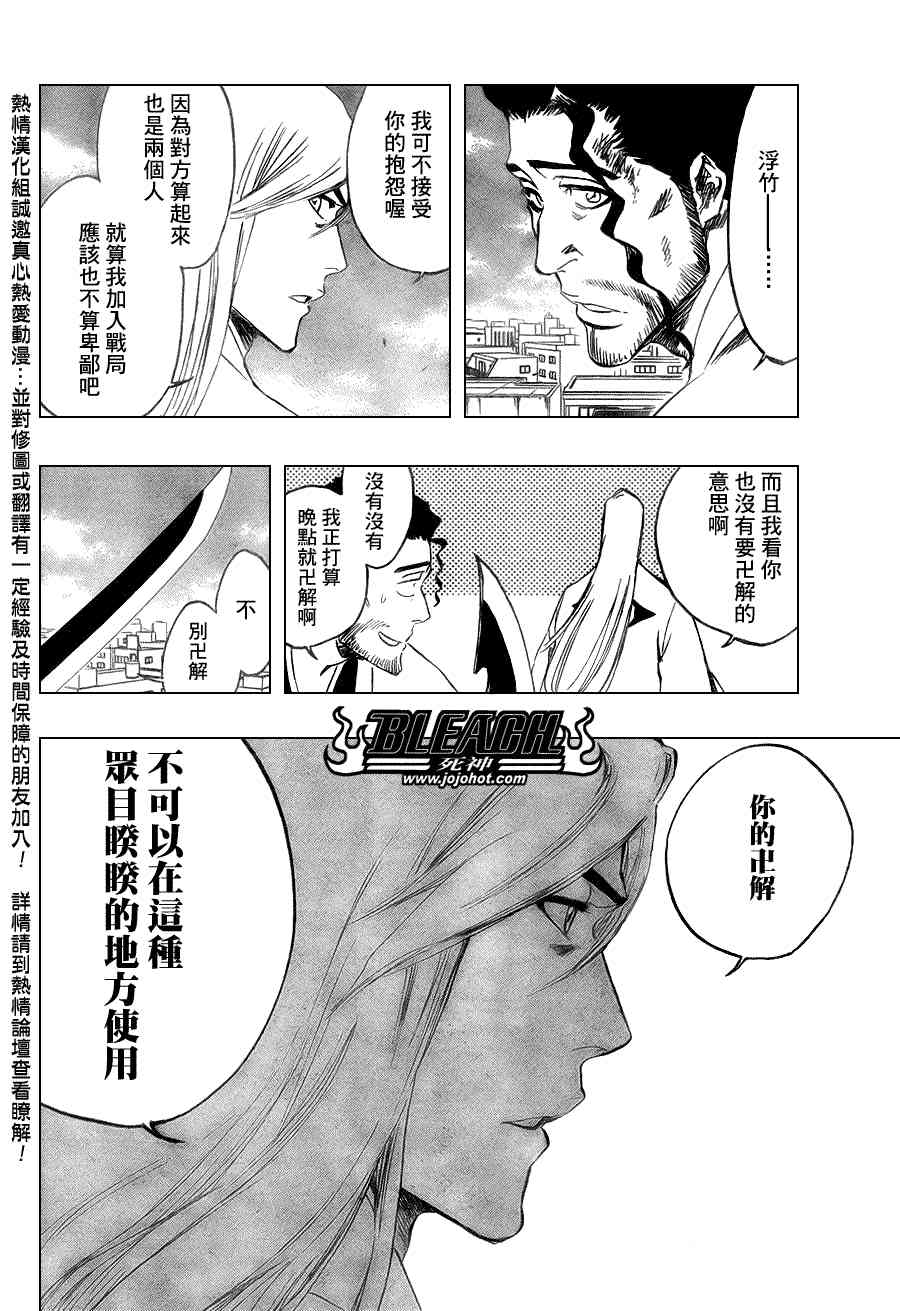 浮竹——……
我可不接受
你的抱怨喔
因為對方算起來
也是兩個人
就算我加入戰局
應該也不算卑鄙吧
而且我看你
也沒有要卍解的
意思啊
沒有沒有
我正打算
晚點就卍解啊
不
別卍解
BLEACH
死神
www.jojohot.com
你的卍解
不可以在這種
眾目睽睽的地方使用
熱情漢化組誠邀真心熱愛動漫…並對修圖或翻譯有一定經驗及時間保障的朋友加入！ 詳情請到熱情論壇查看瞭解！